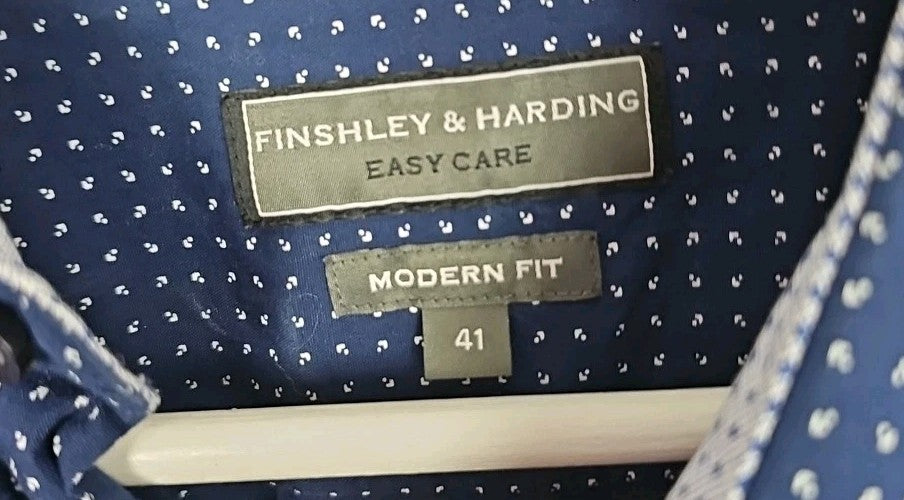 FINSHLEY & HARDING
EASY CARE
MODERN FIT
41